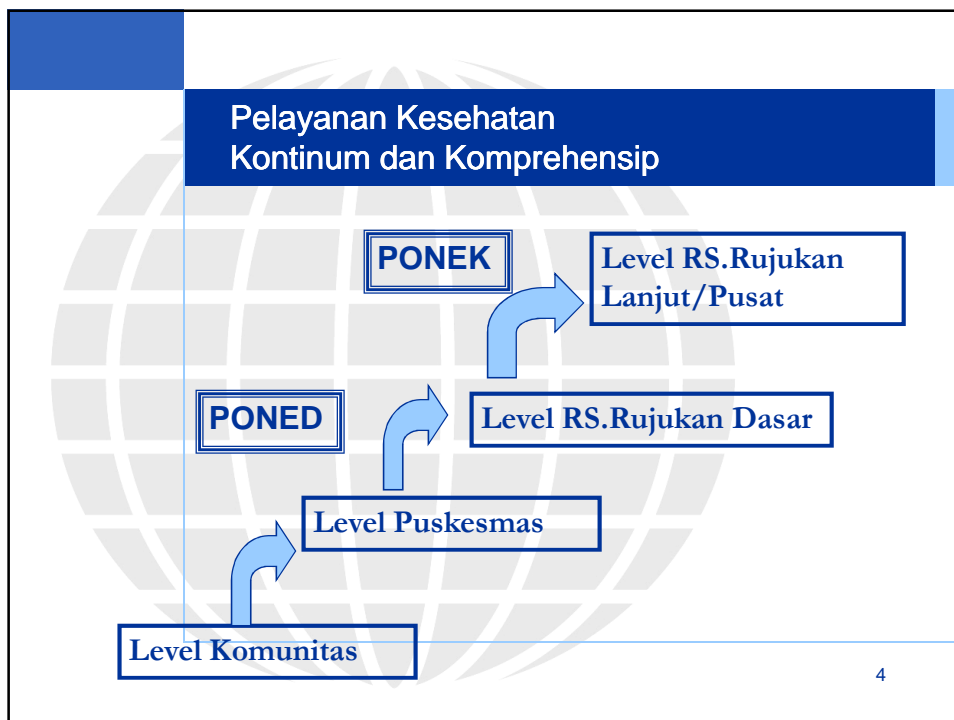 Pelayanan Kesehatan
Kontinum dan Komprehensip
PONEK
Level RS.Rujukan
Lanjut/Pusat
PONED
Level RS.Rujukan Dasar
Level Puskesmas
Level Komunitas
4